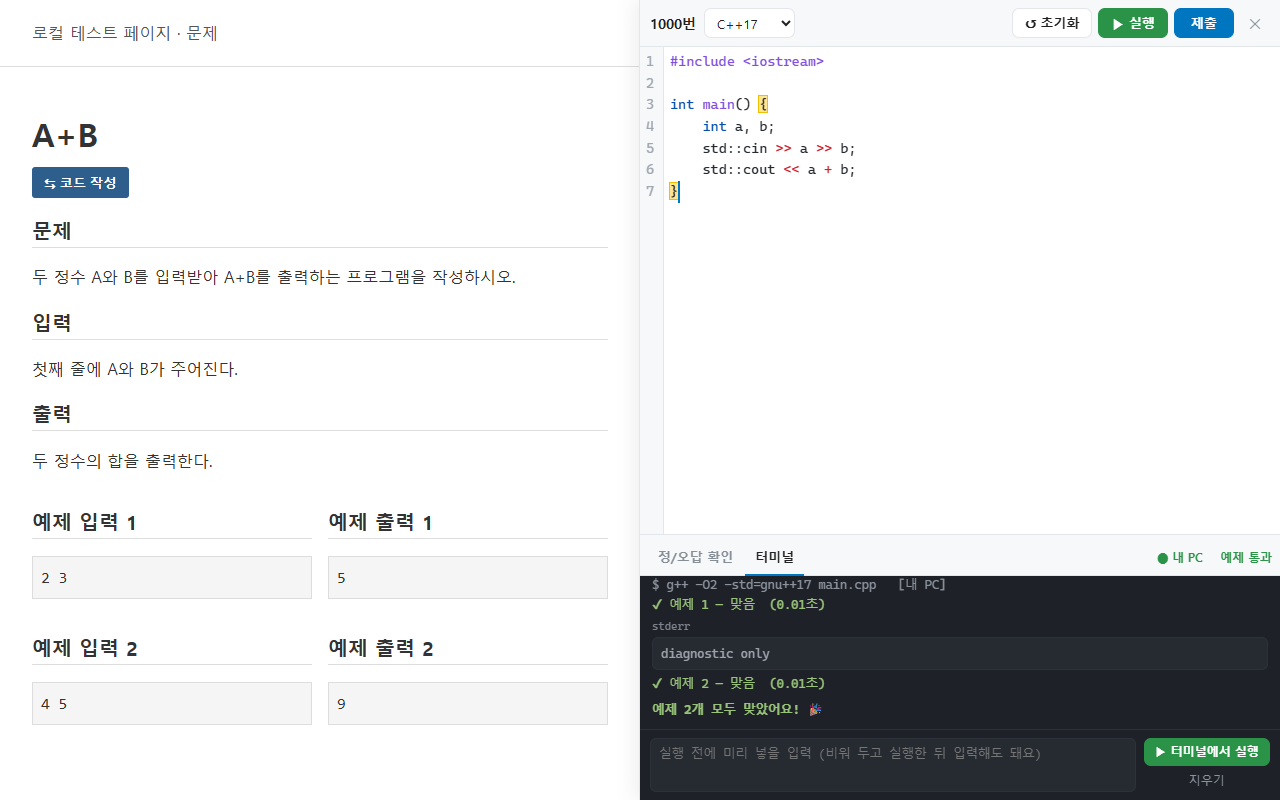 로컬 테스트 페이지 · 문제
A+B
⇆ 코드 작성
문제
두 정수 A와 B를 입력받아 A+B를 출력하는 프로그램을 작성하시오.
입력
첫째 줄에 A와 B가 주어진다.
출력
두 정수의 합을 출력한다.
예제 입력 1
2 3
예제 출력 1
5
예제 입력 2
4 5
예제 출력 2
9
1000번 C++17 ↺ 초기화 ▶ 실행 제출 ×
1 #include <iostream>
2
3 int main() {
4     int a, b;
5     std::cin >> a >> b;
6     std::cout << a + b;
7 }
정/오답 확인 터미널 ● 내 PC 예제 통과
$ g++ -O2 -std=gnu++17 main.cpp [내 PC]
✓ 예제 1 — 맞음 (0.01초)
stderr
diagnostic only
✓ 예제 2 — 맞음 (0.01초)
예제 2개 모두 맞았어요! 🎉
실행 전에 미리 넣을 입력 (비워 두고 실행한 뒤 입력해도 돼요)
▶ 터미널에서 실행
지우기